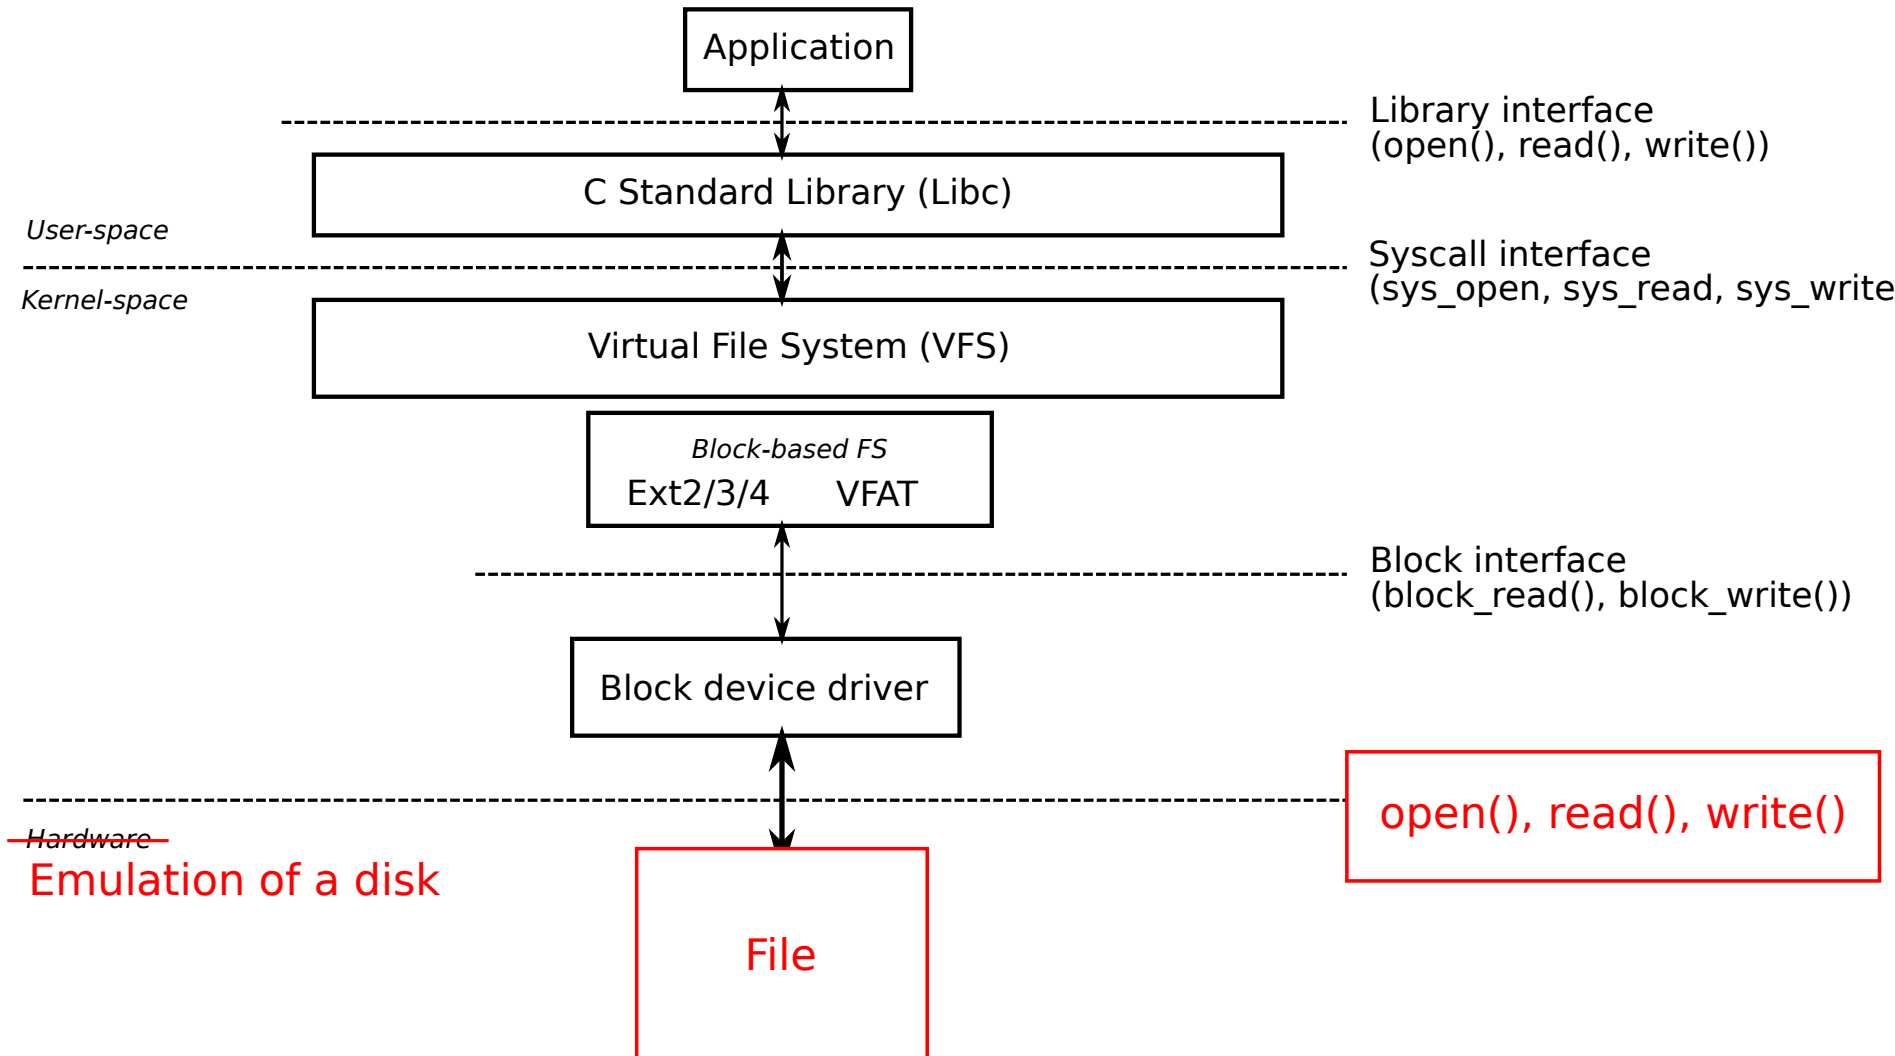 Application
Library interface
(open(), read(), write())
C Standard Library (Libc)
User-space
Syscall interface
(sys_open, sys_read, sys_write
Kernel-space
Virtual File System (VFS)
Block-based FS
Ext2/3/4 VFAT
Block interface
(block_read(), block_write())
Block device driver
open(), read(), write()
Hardware
Emulation of a disk
File